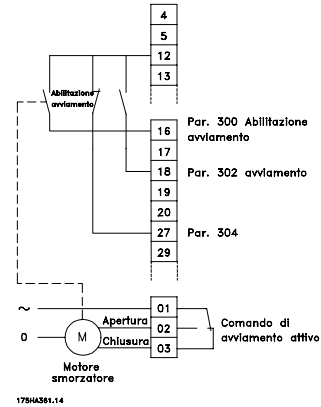 4
5
12
13
Abilitazione
avviamento
16
Par. 300 Abilitazione
avviamento
17
18
Par. 302 avviamento
19
20
27
Par. 304
29
~
01
Apertura
02
Comando di
avviamento attivo
0
M
Chiusura
03
Motore
smorzatore
175HA361.14